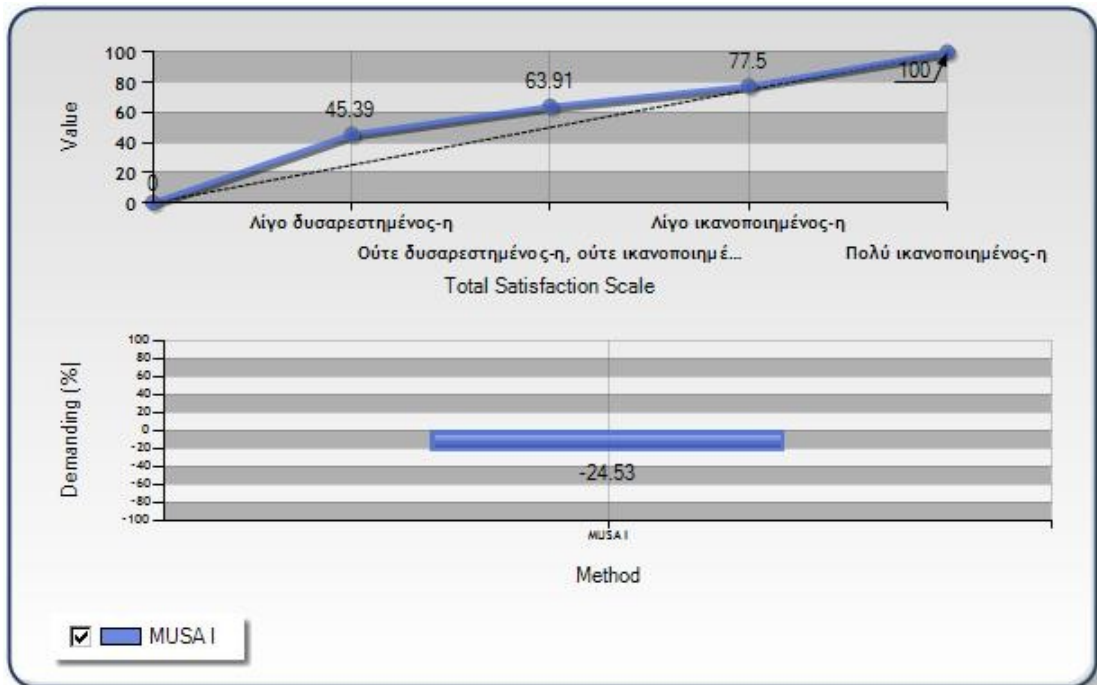 100
80
60
40
20
0
Value
0
45.39
63.91
77.5
100
Λίγο δυσαρεστημένος-η
Λίγο ικανοποιημένος-η
Ούτε δυσαρεστημένος-η, ούτε ικανοποιημέ...
Πολύ ικανοποιημένος-η
Total Satisfaction Scale
100
80
60
40
20
0
-20
-40
-60
-80
-100
Demanding (%)
-24.53
MUSA I
Method
MUSA I